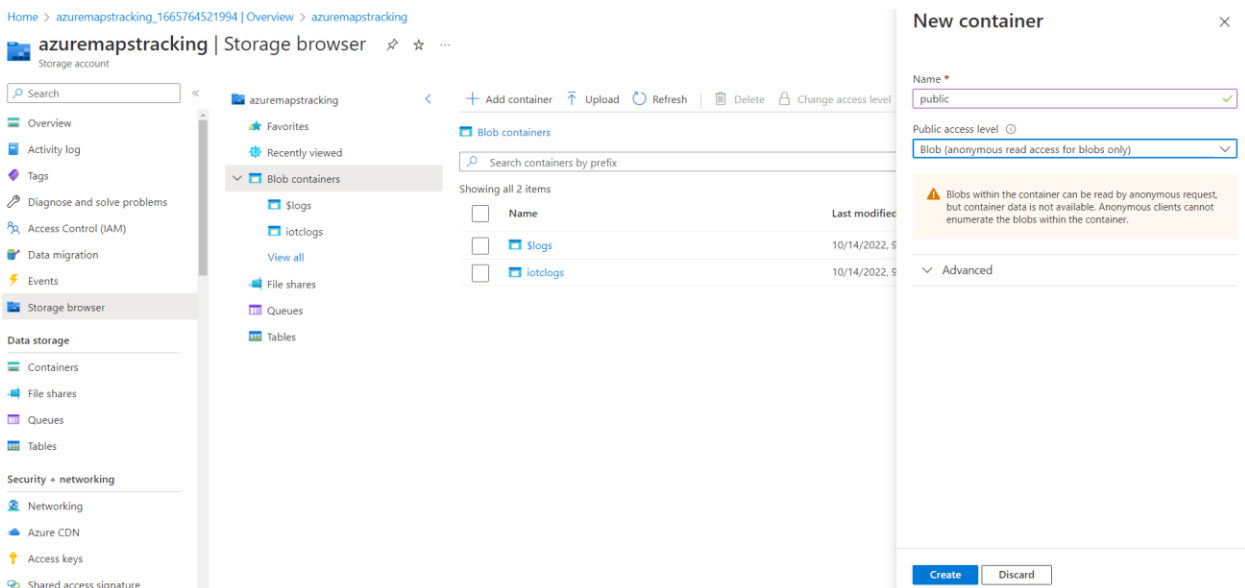 Home > azuremapstracking_1665764521994 | Overview > azuremapstracking
azuremapstracking | Storage browser ...
Storage account
Search
«
Overview
Activity log
Tags
Diagnose and solve problems
Access Control (IAM)
Data migration
Events
Storage browser
Data storage
Containers
File shares
Queues
Tables
Security + networking
Networking
Azure CDN
Access keys
Shared access signature
azuremapstracking
Favorites
Recently viewed
Blob containers
$logs
iotclogs
View all
File shares
Queues
Tables
Add container Upload Refresh Delete Change access level
Blob containers
Search containers by prefix
Showing all 2 items
Name Last modified
$logs 10/14/2022, 9
iotclogs 10/14/2022, 9
New container
Name *
public
Public access level
Blob (anonymous read access for blobs only)
Blobs within the container can be read by anonymous request,
but container data is not available. Anonymous clients cannot
enumerate the blobs within the container.
Advanced
Create Discard